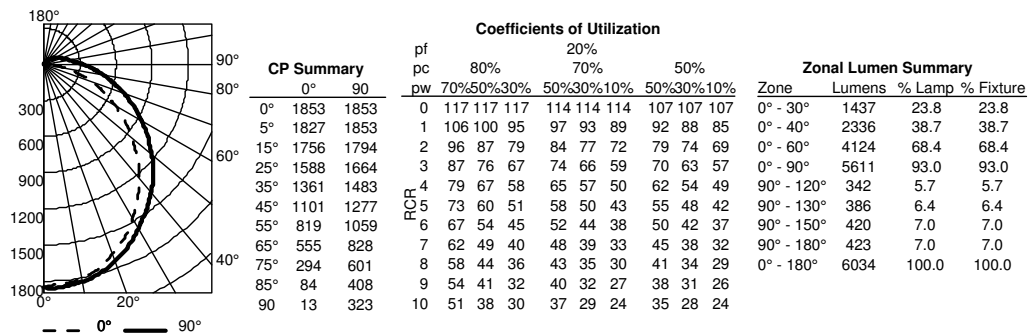 180°
90°
80°
60°
40°
20°
0°
300
600
900
1200
1500
1800
0° 90°
CP Summary
0° 90
0° 1853 1853
5° 1827 1853
15° 1756 1794
25° 1588 1664
35° 1361 1483
45° 1101 1277
55° 819 1059
65° 555 828
75° 294 601
85° 84 408
90 13 323
Coefficients of Utilization
pf 20%
pc 80% 70% 50%
pw 70%50%30% 50%30%10% 50%30%10%
RCR
0 117 117 117 114 114 114 107 107 107
1 106 100 95 97 93 89 92 88 85
2 96 87 79 84 77 72 79 74 69
3 87 76 67 74 66 59 70 63 57
4 79 67 58 65 57 50 62 54 49
5 73 60 51 58 50 43 55 48 42
6 67 54 45 52 44 38 50 42 37
7 62 49 40 48 39 33 45 38 32
8 58 44 36 43 35 30 41 34 29
9 54 41 32 40 32 27 38 31 26
10 51 38 30 37 29 24 35 28 24
Zonal Lumen Summary
Zone Lumens % Lamp % Fixture
0° - 30° 1437 23.8 23.8
0° - 40° 2336 38.7 38.7
0° - 60° 4124 68.4 68.4
0° - 90° 5611 93.0 93.0
90° - 120° 342 5.7 5.7
90° - 130° 386 6.4 6.4
90° - 150° 420 7.0 7.0
90° - 180° 423 7.0 7.0
0° - 180° 6034 100.0 100.0